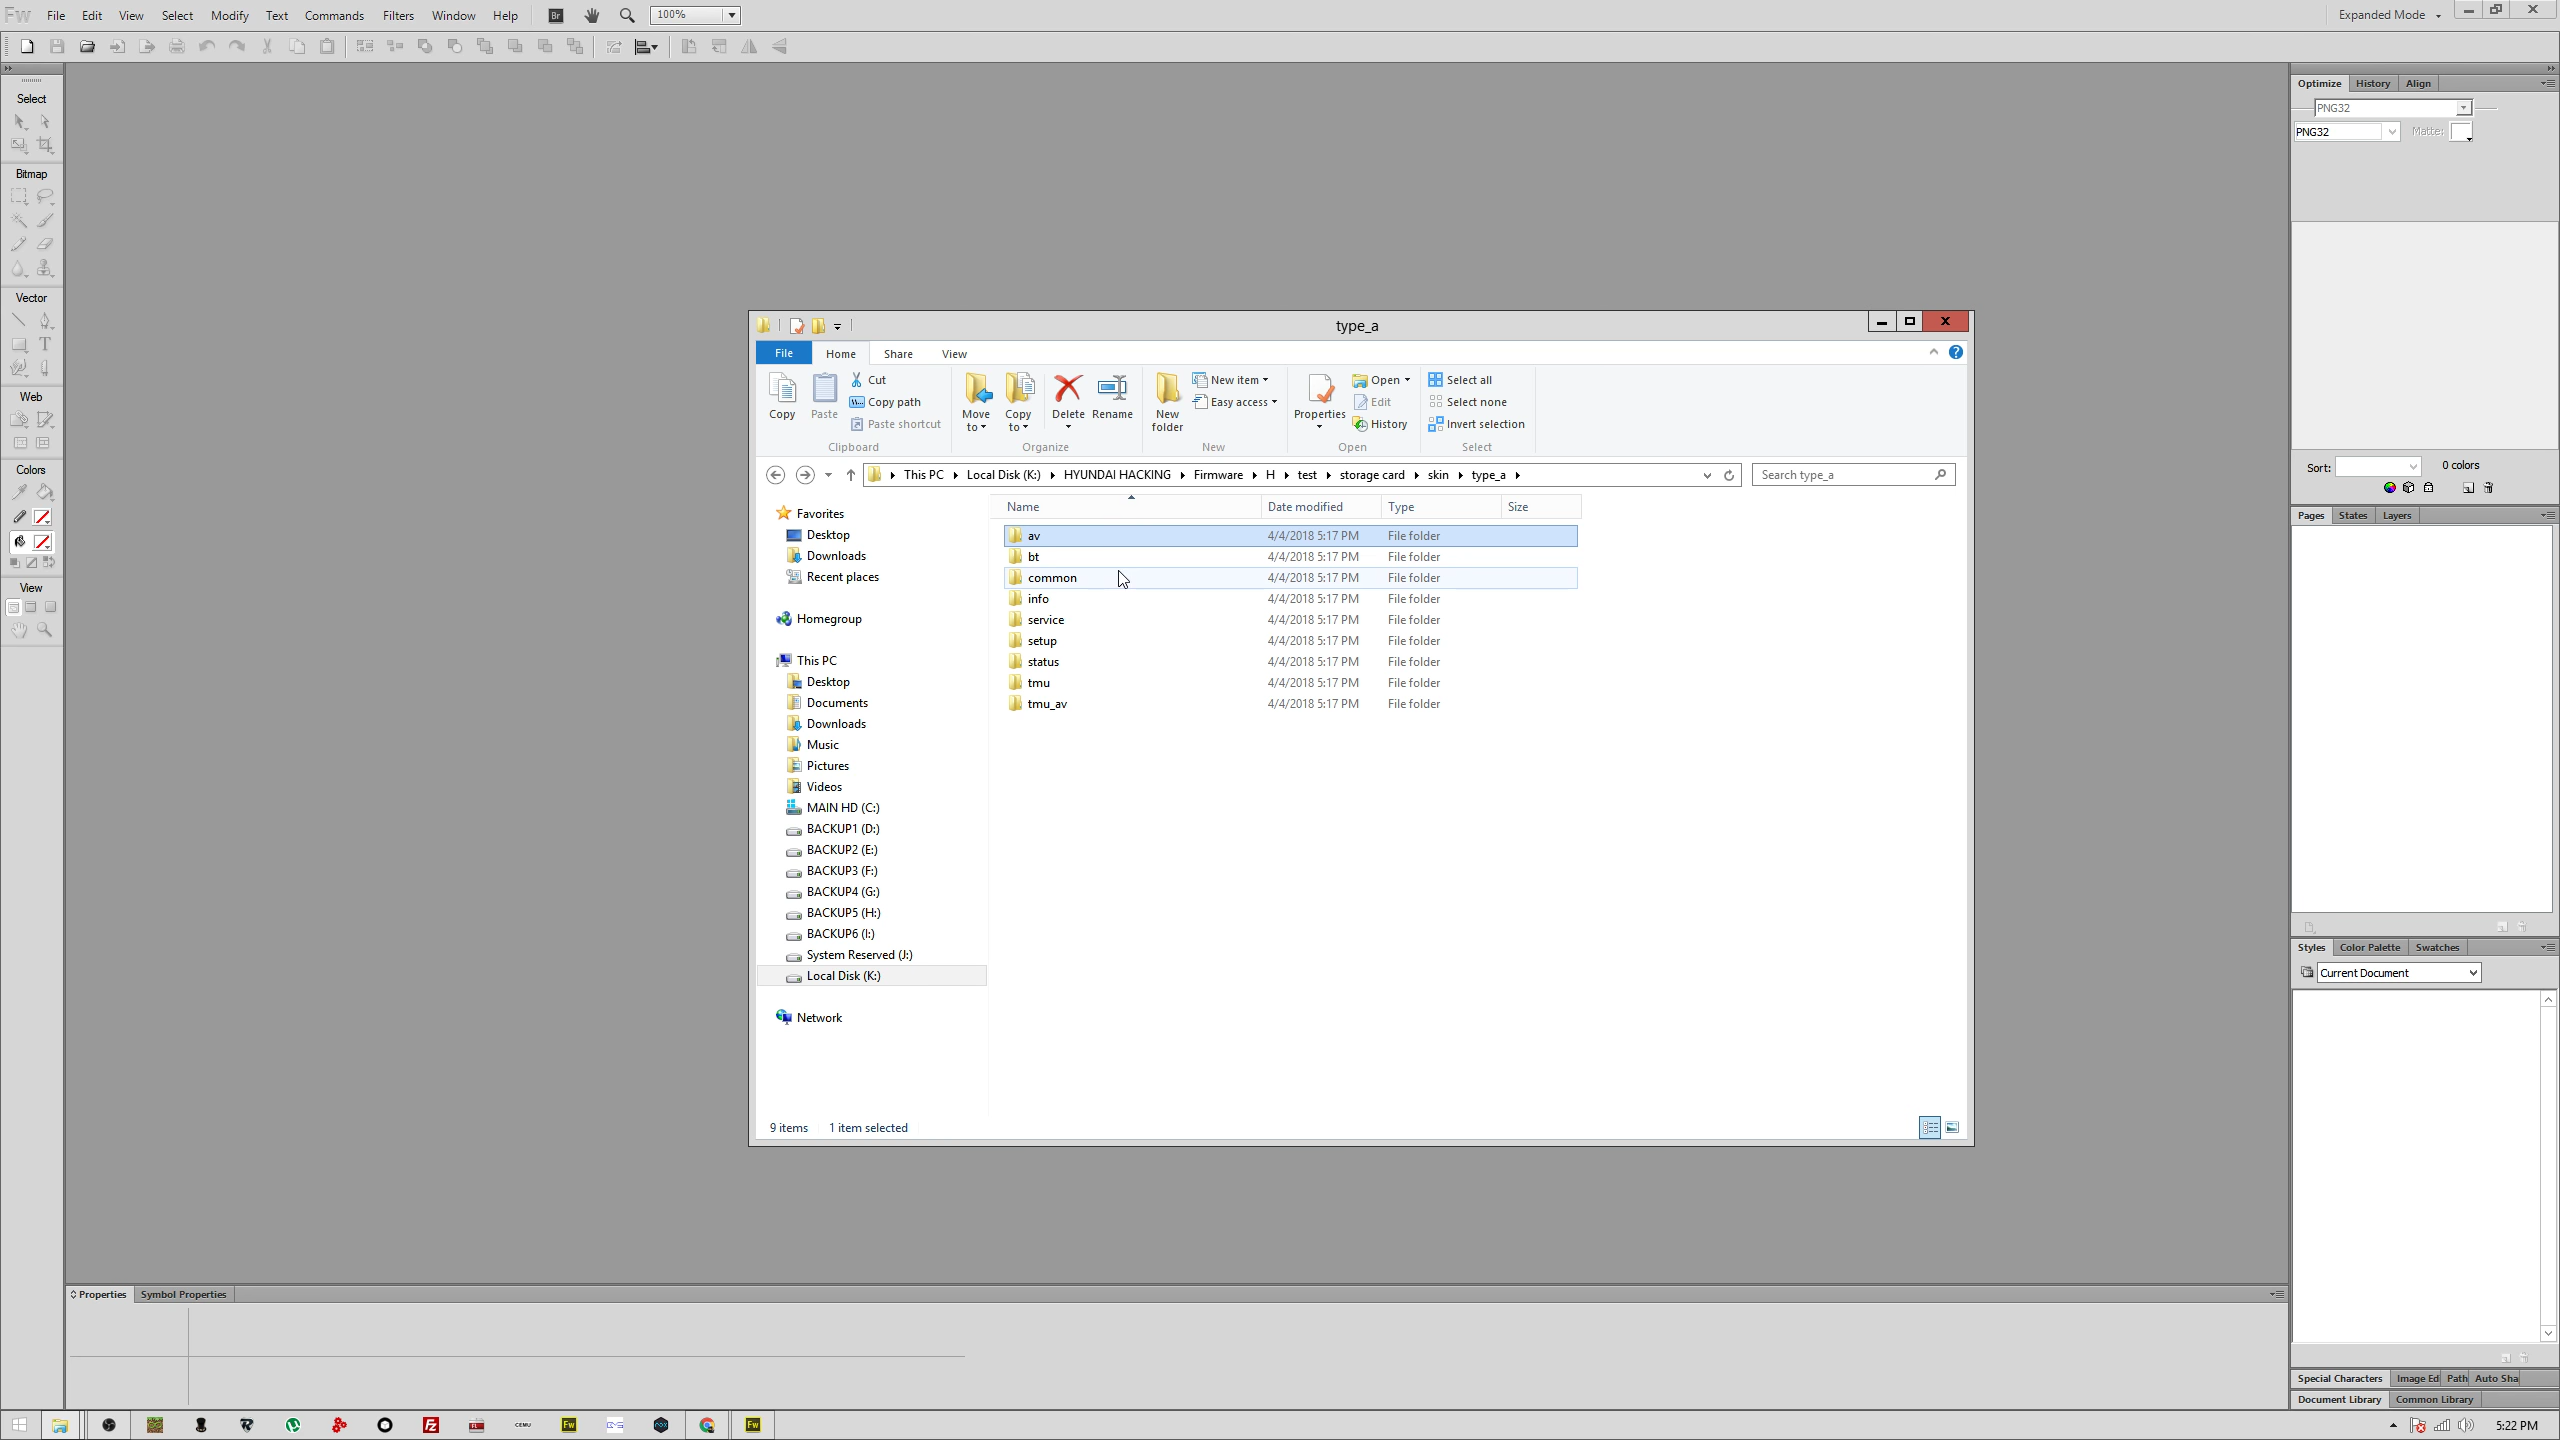 Fw File Edit View Select Modify Text Commands Filters Window Help Br 100% Expanded Mode
Select
Bitmap
Vector
Web
Colors
View
Optimize History Align
PNG32
PNG32 Matte:
Sort: 0 colors
Pages States Layers
Styles Color Palette Swatches
Current Document
Special Characters Image Ed Path Auto Sha
Document Library Common Library
type_a
File Home Share View
Copy
Paste
Cut
Copy path
Paste shortcut
Clipboard
Move to
Copy to
Delete
Rename
Organize
New folder
New item
Easy access
New
Properties
Open
Edit
History
Open
Select all
Select none
Invert selection
Select
This PC Local Disk (K:) HYUNDAI HACKING Firmware H test storage card skin type_a
Search type_a
Favorites
Desktop
Downloads
Recent places
Homegroup
This PC
Desktop
Documents
Downloads
Music
Pictures
Videos
MAIN HD (C:)
BACKUP1 (D:)
BACKUP2 (E:)
BACKUP3 (F:)
BACKUP4 (G:)
BACKUP5 (H:)
BACKUP6 (I:)
System Reserved (J:)
Local Disk (K:)
Network
Name Date modified Type Size
av 4/4/2018 5:17 PM File folder
bt 4/4/2018 5:17 PM File folder
common 4/4/2018 5:17 PM File folder
info 4/4/2018 5:17 PM File folder
service 4/4/2018 5:17 PM File folder
setup 4/4/2018 5:17 PM File folder
status 4/4/2018 5:17 PM File folder
tmu 4/4/2018 5:17 PM File folder
tmu_av 4/4/2018 5:17 PM File folder
9 items 1 item selected
Properties Symbol Properties
CEMU Fw Fw 5:22 PM